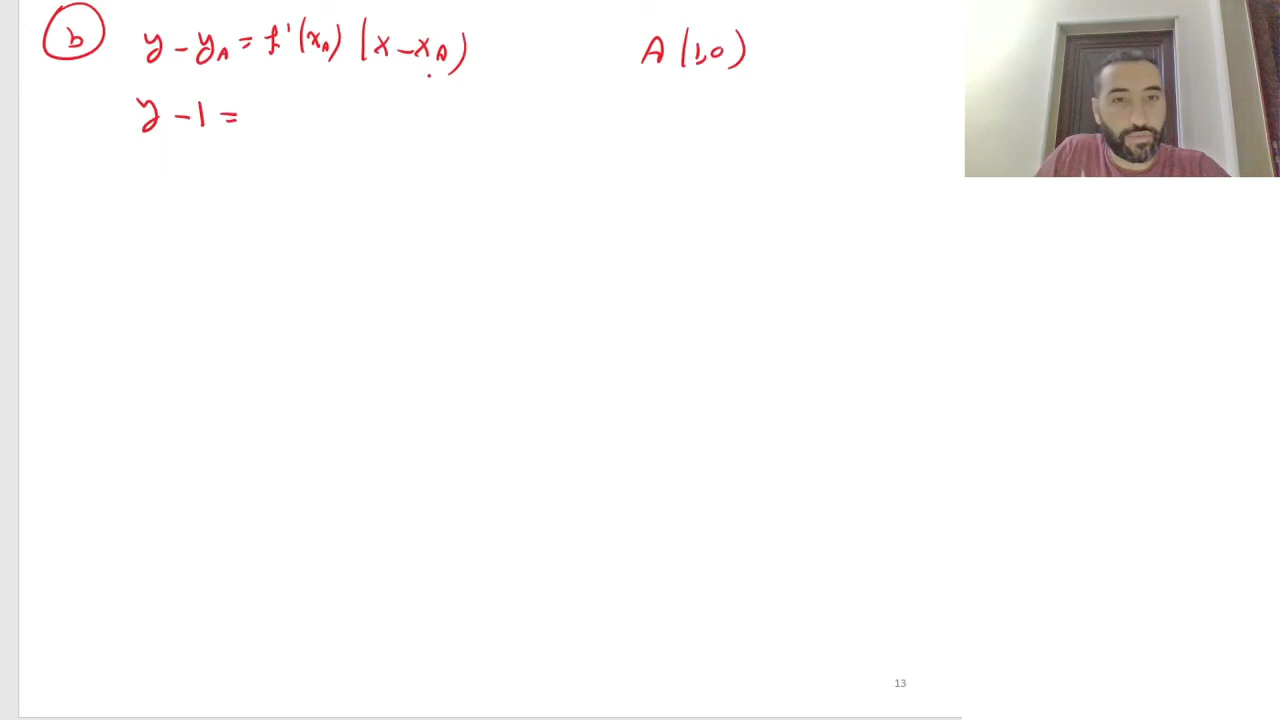 b y - y_A = f'(x_A) (x - x_A) A (1,0)
y - 1 =
13